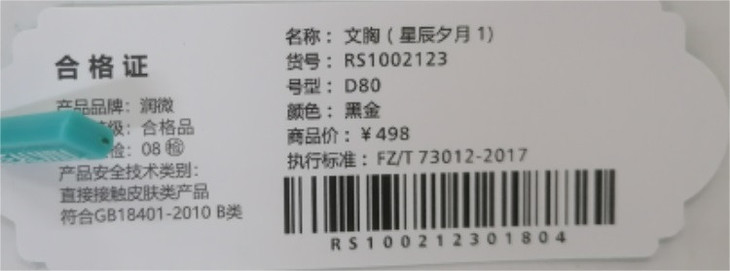 合格证
产品品牌：润微
级：合格品
检：08 检
产品安全技术类别：
直接接触皮肤类产品
符合GB18401-2010 B类
名称：文胸（星辰夕月1）
货号：RS1002123
号型：D80
颜色：黑金
商品价：￥498
执行标准：FZ/T 73012-2017
RS100212301804